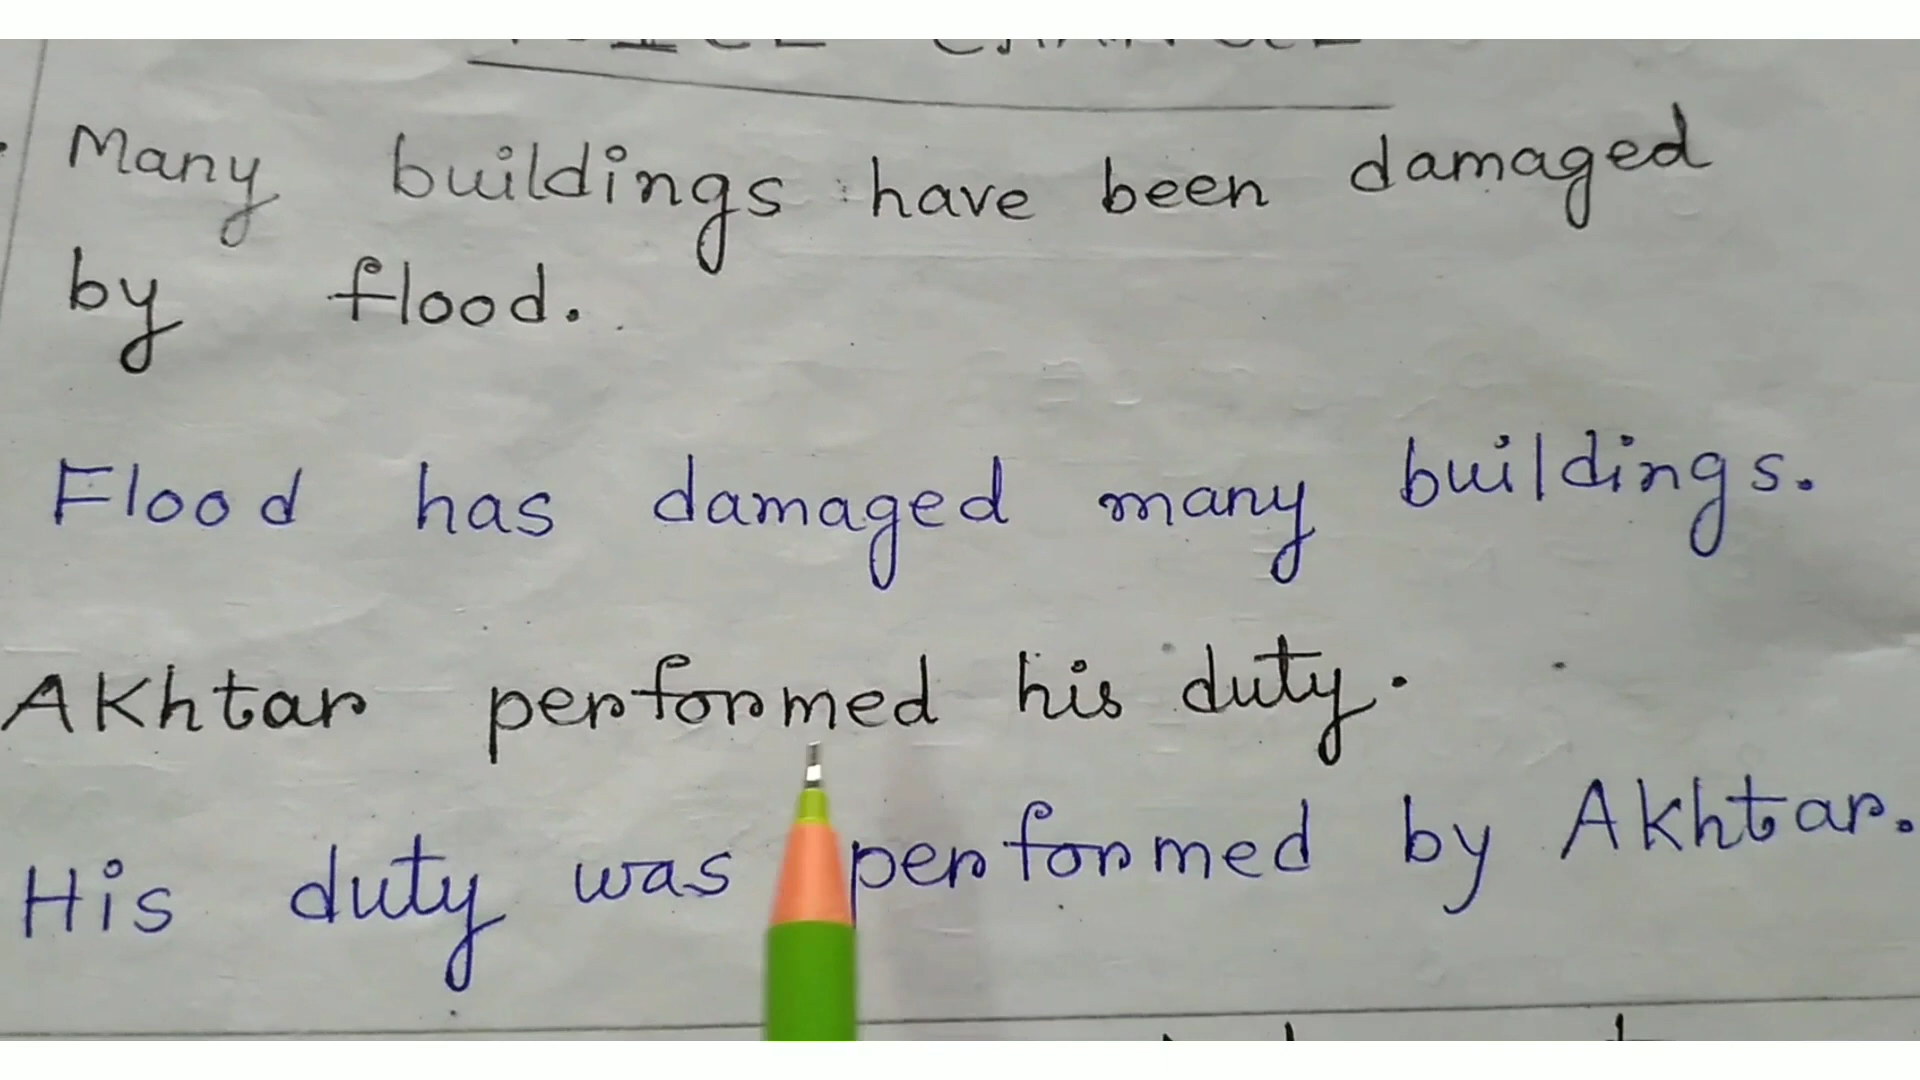 Many buildings have been damaged
by flood.
Flood has damaged many buildings.
Akhtar performed his duty.
His duty was performed by Akhtar.